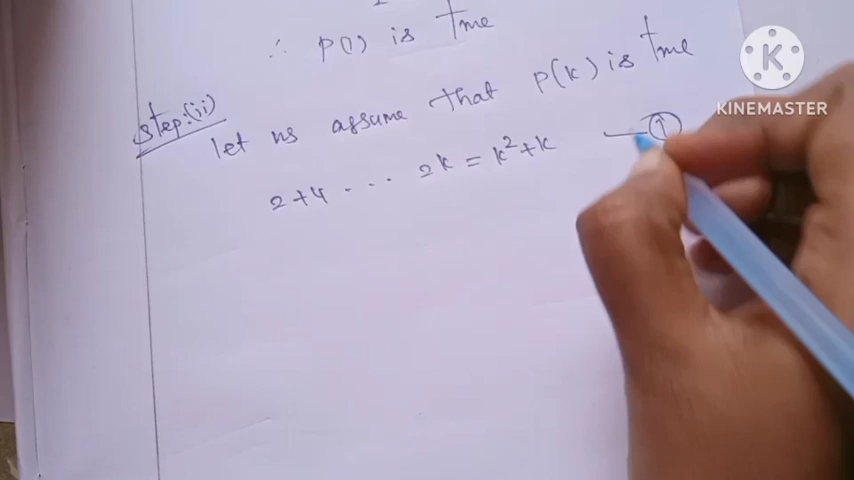 ∴ P(1) is True
Step:(ii)
let us assume that P(k) is True
2+4 ... 2k = k²+k — ①
KINEMASTER